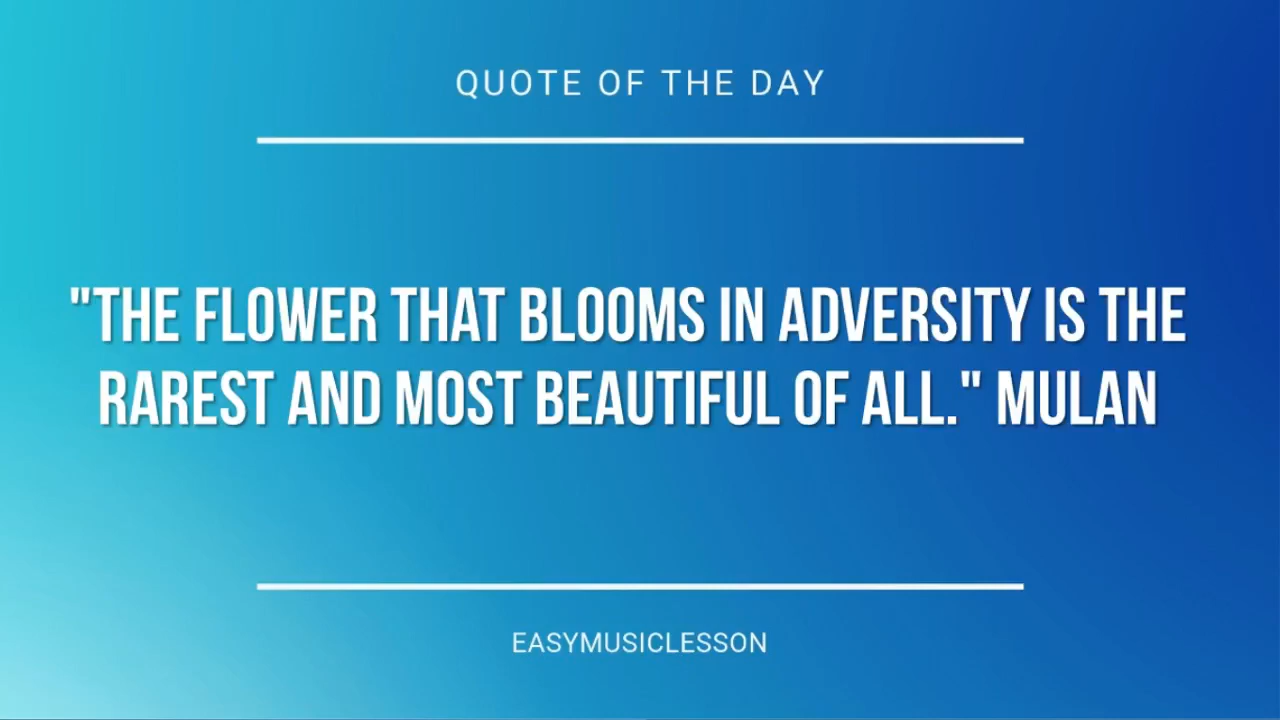 QUOTE OF THE DAY
"THE FLOWER THAT BLOOMS IN ADVERSITY IS THE
RAREST AND MOST BEAUTIFUL OF ALL." MULAN
EASYMUSICLESSON